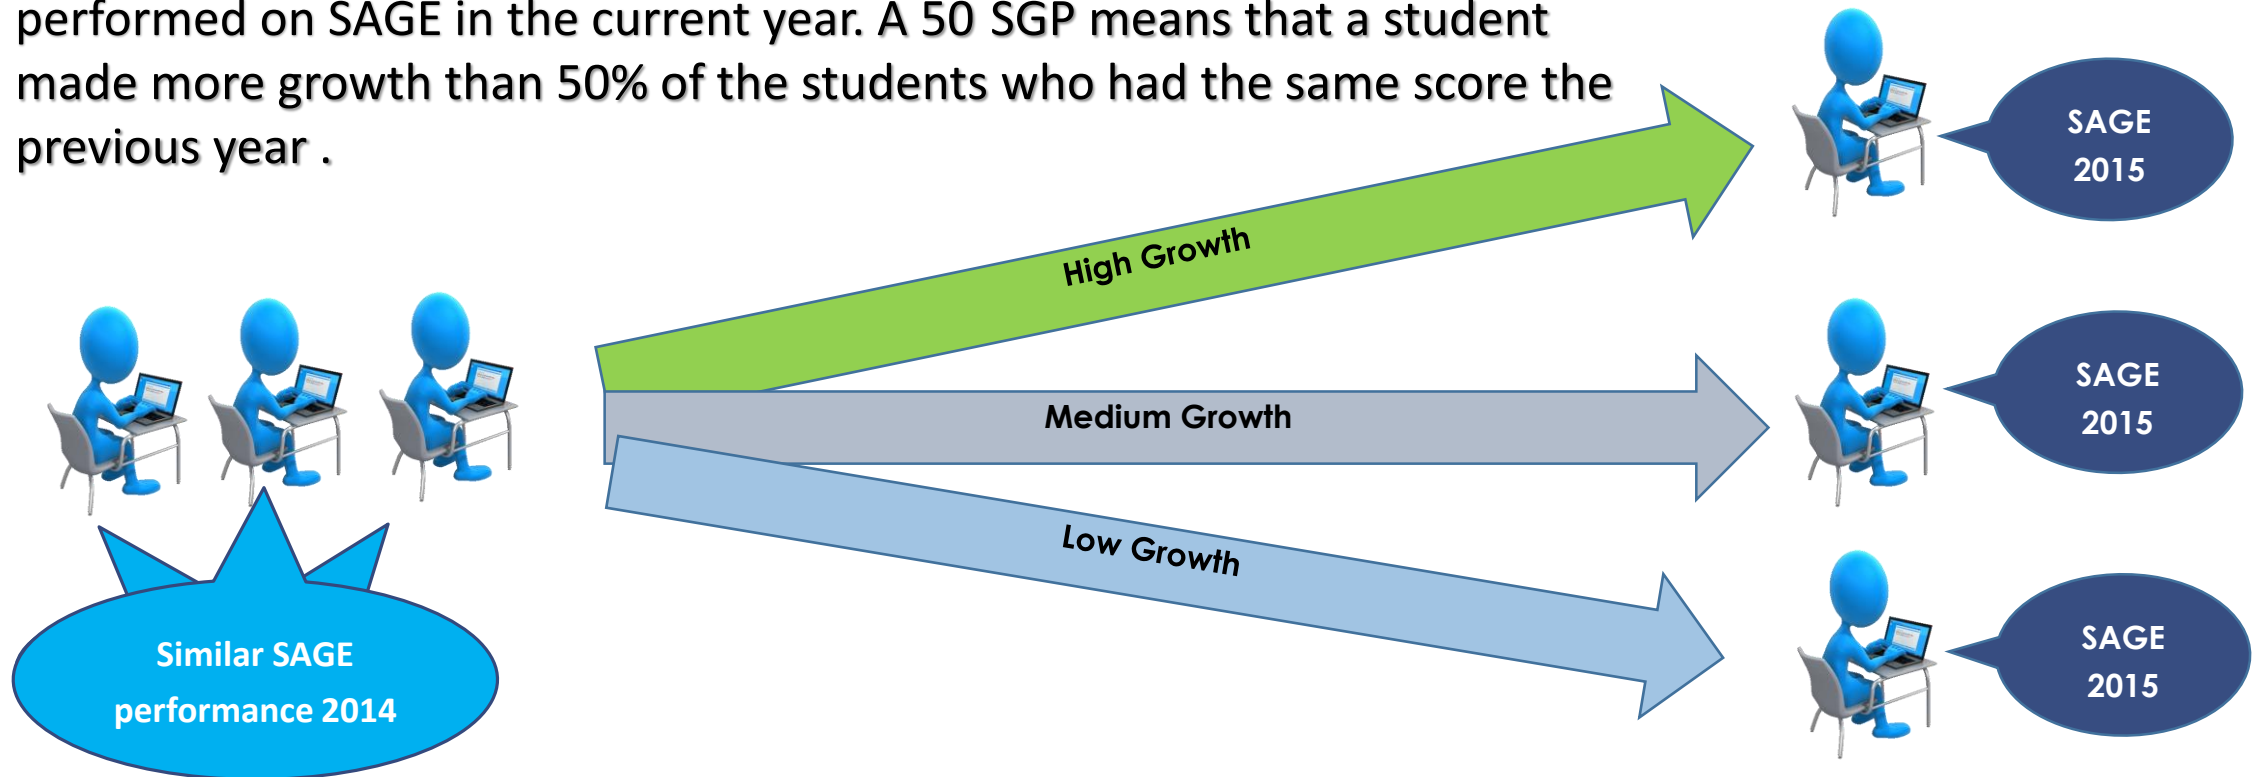 performed on SAGE in the current year. A 50 SGP means that a student
made more growth than 50% of the students who had the same score the
previous year .
SAGE
2015
High Growth
SAGE
2015
Medium Growth
Low Growth
Similar SAGE
performance 2014
SAGE
2015